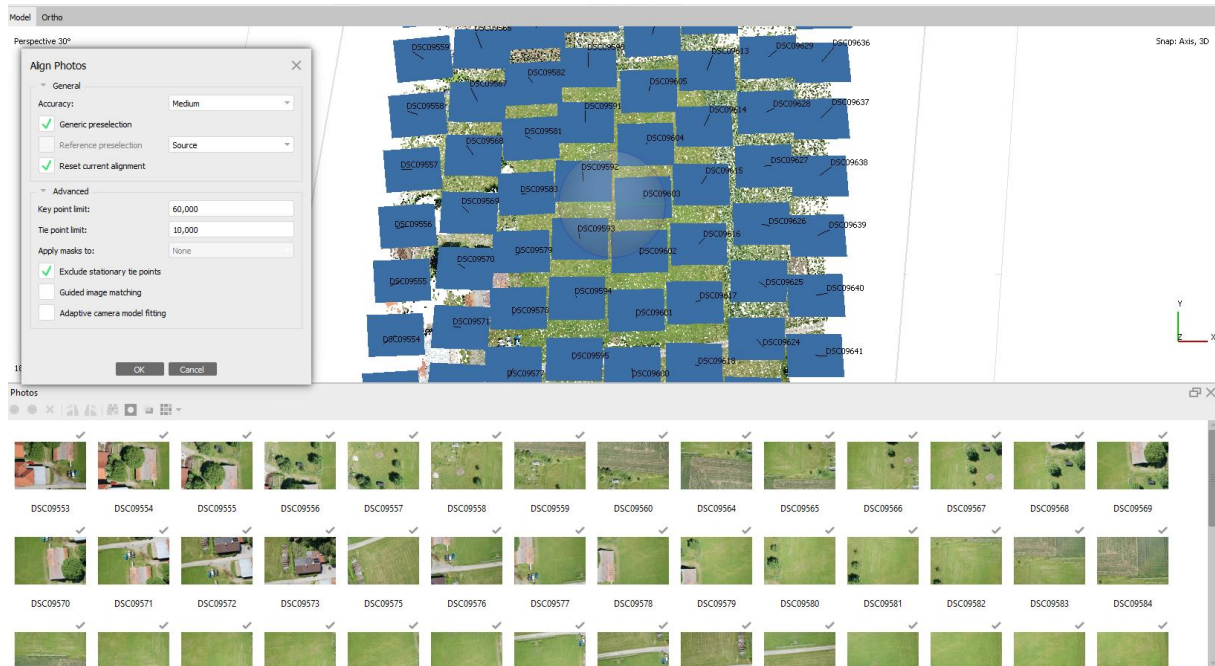 Model Ortho
Perspective 30°
Snap: Axis, 3D
Align Photos
General
Accuracy: Medium
Generic preselection
Reference preselection Source
Reset current alignment
Advanced
Key point limit: 60,000
Tie point limit: 10,000
Apply masks to: None
Exclude stationary tie points
Guided image matching
Adaptive camera model fitting
OK Cancel
DSC09559 DSC09613 DSC09629 DSC09636
DSC09582 DSC09605
DSC09567 DSC09628 DSC09637
DSC09558 DSC09591 DSC09614
DSC09581 DSC09604
DSC09568 DSC09627 DSC09638
DSC09557 DSC09592 DSC09615
DSC09603
DSC09569 DSC09626 DSC09639
DSC09556 DSC09593 DSC09616
DSC09579 DSC09602
DSC09570 DSC09625 DSC09640
DSC09555 DSC09594 DSC09617
DSC09601
DSC09571 DSC09624 DSC09641
DSC09554 DSC09595 DSC09618
DSC09577 DSC09600
Y
Z X
Photos
DSC09553 DSC09554 DSC09555 DSC09556 DSC09557 DSC09558 DSC09559 DSC09560 DSC09564 DSC09565 DSC09566 DSC09567 DSC09568 DSC09569
DSC09570 DSC09571 DSC09572 DSC09573 DSC09575 DSC09576 DSC09577 DSC09578 DSC09579 DSC09580 DSC09581 DSC09582 DSC09583 DSC09584